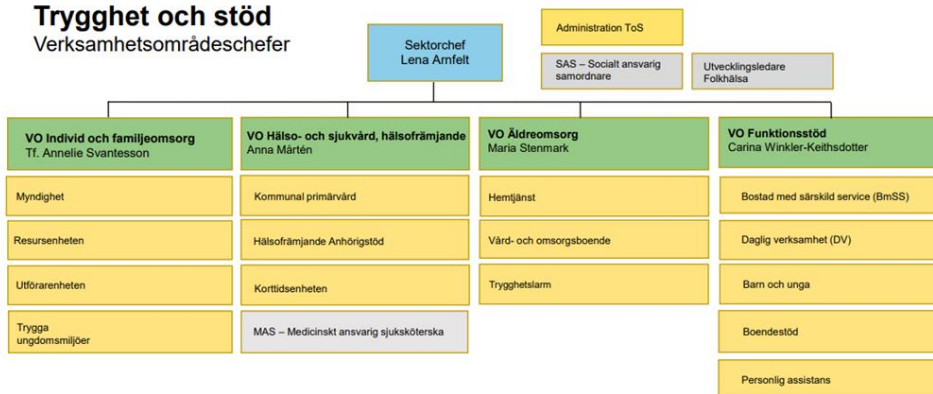 Trygghet och stöd
Verksamhetsområdeschefer
Sektorchef
Lena Arnfelt
Administration ToS
SAS – Socialt ansvarig
samordnare
Utvecklingsledare
Folkhälsa
VO Individ och familjeomsorg
Tf. Annelie Svantesson
Myndighet
Resursenheten
Utförarenheten
Trygga
ungdomsmiljöer
VO Hälso- och sjukvård, hälsofrämjande
Anna Mårtén
Kommunal primärvård
Hälsofrämjande Anhörigstöd
Korttidsenheten
MAS – Medicinskt ansvarig sjuksköterska
VO Äldreomsorg
Maria Stenmark
Hemtjänst
Vård- och omsorgsboende
Trygghetslarm
VO Funktionsstöd
Carina Winkler-Keithsdotter
Bostad med särskild service (BmSS)
Daglig verksamhet (DV)
Barn och unga
Boendestöd
Personlig assistans